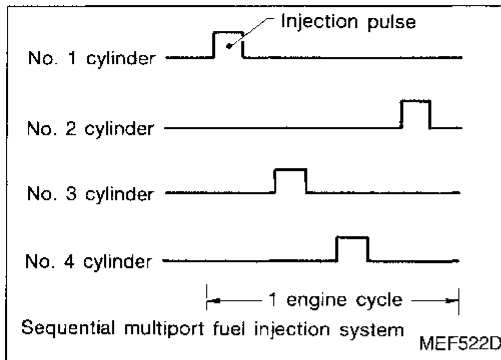 Injection pulse
No. 1 cylinder
No. 2 cylinder
No. 3 cylinder
No. 4 cylinder
1 engine cycle
Sequential multiport fuel injection system
MEF522D